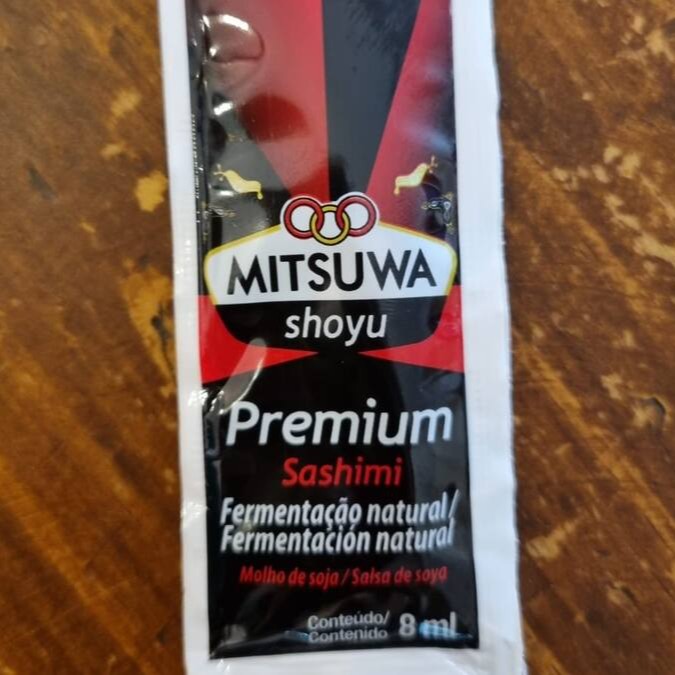 MITSUWA
shoyu
Premium
Sashimi
Fermentação natural/
Fermentación natural
Molho de soja / Salsa de soya
Conteúdo/
Contenido 8 ml